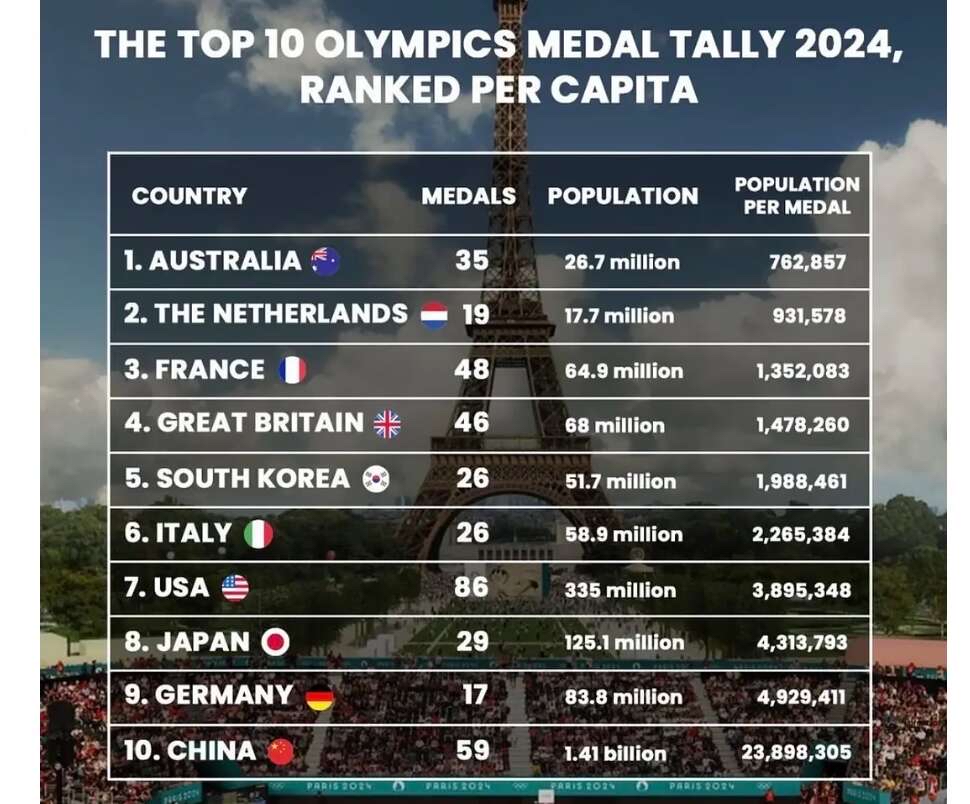 THE TOP 10 OLYMPICS MEDAL TALLY 2024,
RANKED PER CAPITA
COUNTRY MEDALS POPULATION POPULATION PER MEDAL
1. AUSTRALIA 35 26.7 million 762,857
2. THE NETHERLANDS 19 17.7 million 931,578
3. FRANCE 48 64.9 million 1,352,083
4. GREAT BRITAIN 46 68 million 1,478,260
5. SOUTH KOREA 26 51.7 million 1,988,461
6. ITALY 26 58.9 million 2,265,384
7. USA 86 335 million 3,895,348
8. JAPAN 29 125.1 million 4,313,793
9. GERMANY 17 83.8 million 4,929,411
10. CHINA 59 1.41 billion 23,898,305
PARIS 2024 PARIS 2024 PARIS 2024 PARIS 2024